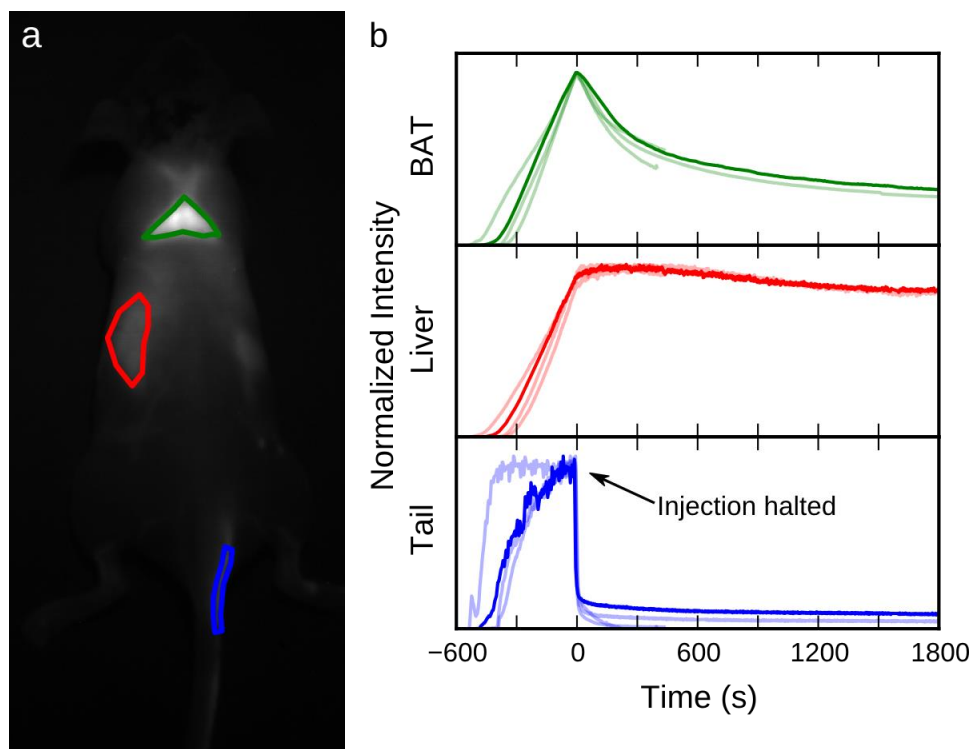 a
b
Normalized Intensity
BAT
Liver
Tail
Injection halted
−600 0 600 1200 1800
Time (s)